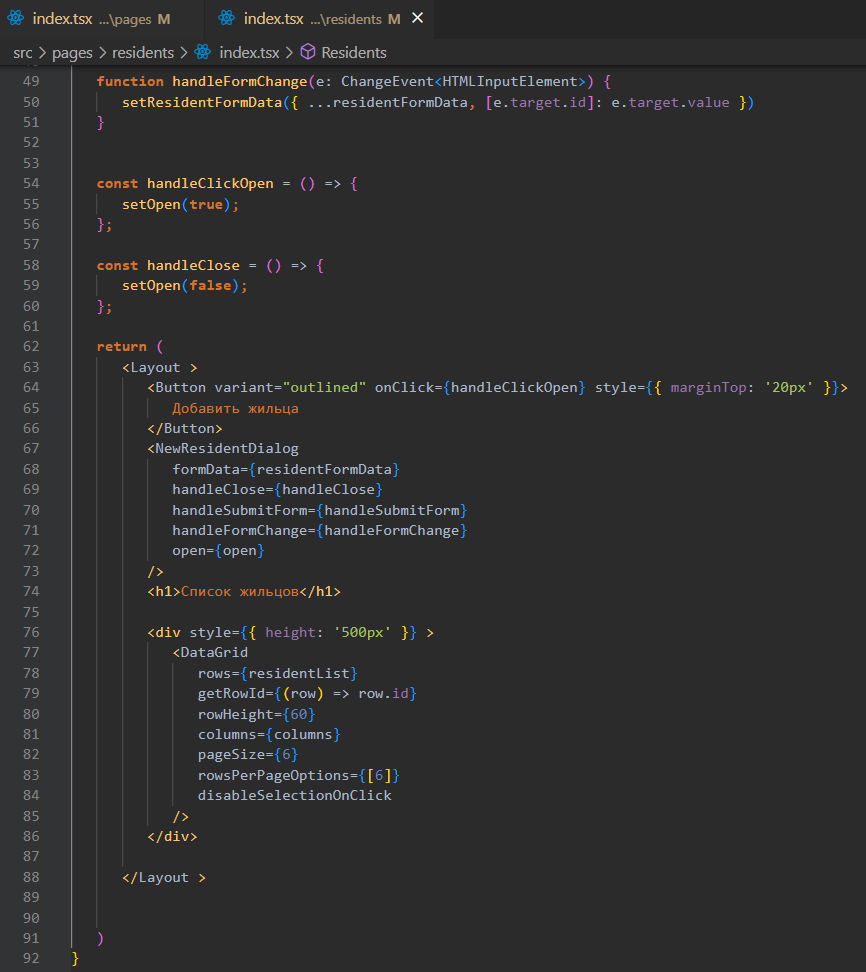 index.tsx ...\pages M index.tsx ...\residents M ×
src > pages > residents > index.tsx > Residents
49 function handleFormChange(e: ChangeEvent<HTMLInputElement>) {
50 setResidentFormData({ ...residentFormData, [e.target.id]: e.target.value })
51 }
52
53
54 const handleClickOpen = () => {
55 setOpen(true);
56 };
57
58 const handleClose = () => {
59 setOpen(false);
60 };
61
62 return (
63 <Layout >
64 <Button variant="outlined" onClick={handleClickOpen} style={{ marginTop: '20px' }}>
65 Добавить жильца
66 </Button>
67 <NewResidentDialog
68 formData={residentFormData}
69 handleClose={handleClose}
70 handleSubmitForm={handleSubmitForm}
71 handleFormChange={handleFormChange}
72 open={open}
73 />
74 <h1>Список жильцов</h1>
75
76 <div style={{ height: '500px' }} >
77 <DataGrid
78 rows={residentList}
79 getRowId={(row) => row.id}
80 rowHeight={60}
81 columns={columns}
82 pageSize={6}
83 rowsPerPageOptions={[6]}
84 disableSelectionOnClick
85 />
86 </div>
87
88 </Layout >
89
90
91 )
92 }